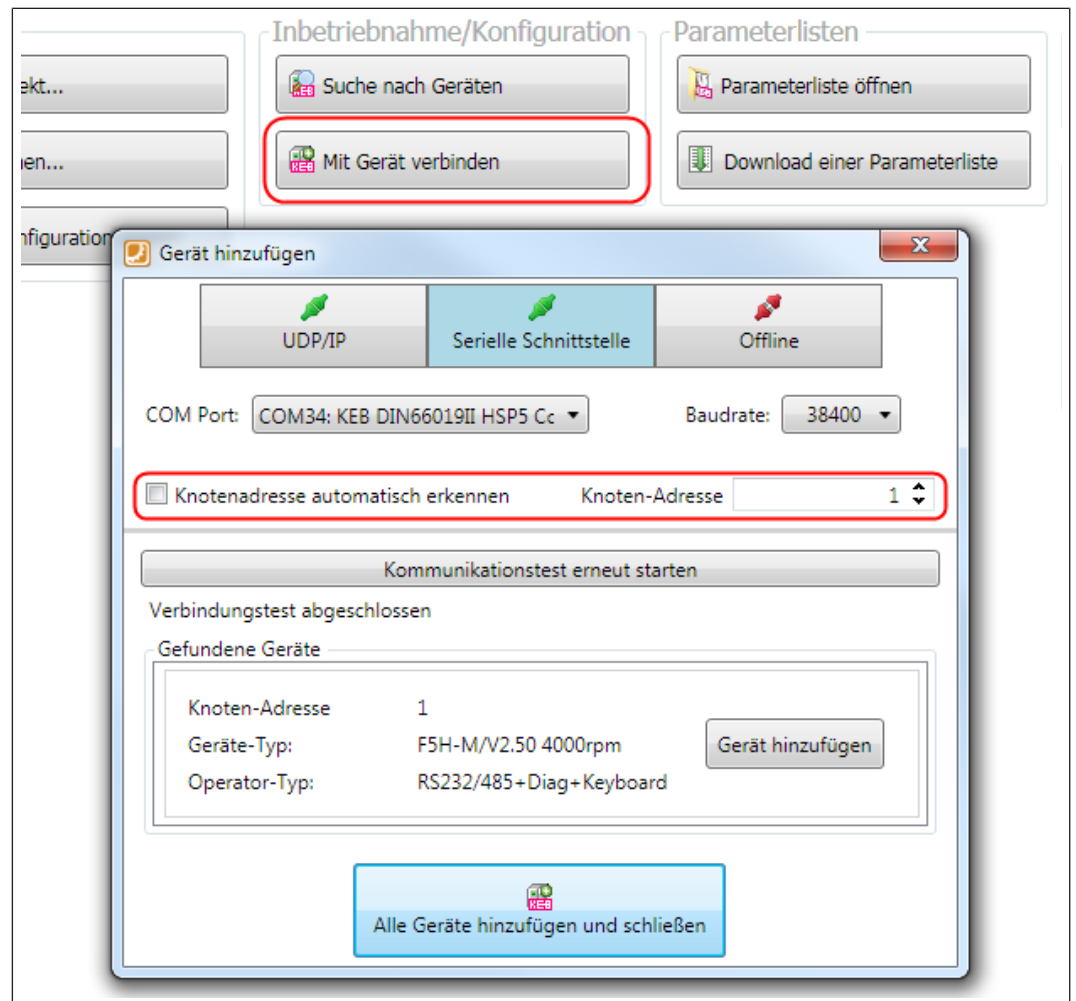 Inbetriebnahme/Konfiguration
Parameterlisten
ekt...
Suche nach Geräten
Parameterliste öffnen
en...
Mit Gerät verbinden
Download einer Parameterliste
nfiguration
Gerät hinzufügen
UDP/IP
Serielle Schnittstelle
Offline
COM Port: COM34: KEB DIN66019II HSP5 Cc
Baudrate: 38400
Knotenadresse automatisch erkennen
Knoten-Adresse 1
Kommunikationstest erneut starten
Verbindungstest abgeschlossen
Gefundene Geräte
Knoten-Adresse 1
Geräte-Typ: F5H-M/V2.50 4000rpm
Gerät hinzufügen
Operator-Typ: RS232/485+Diag+Keyboard
KEB
Alle Geräte hinzufügen und schließen